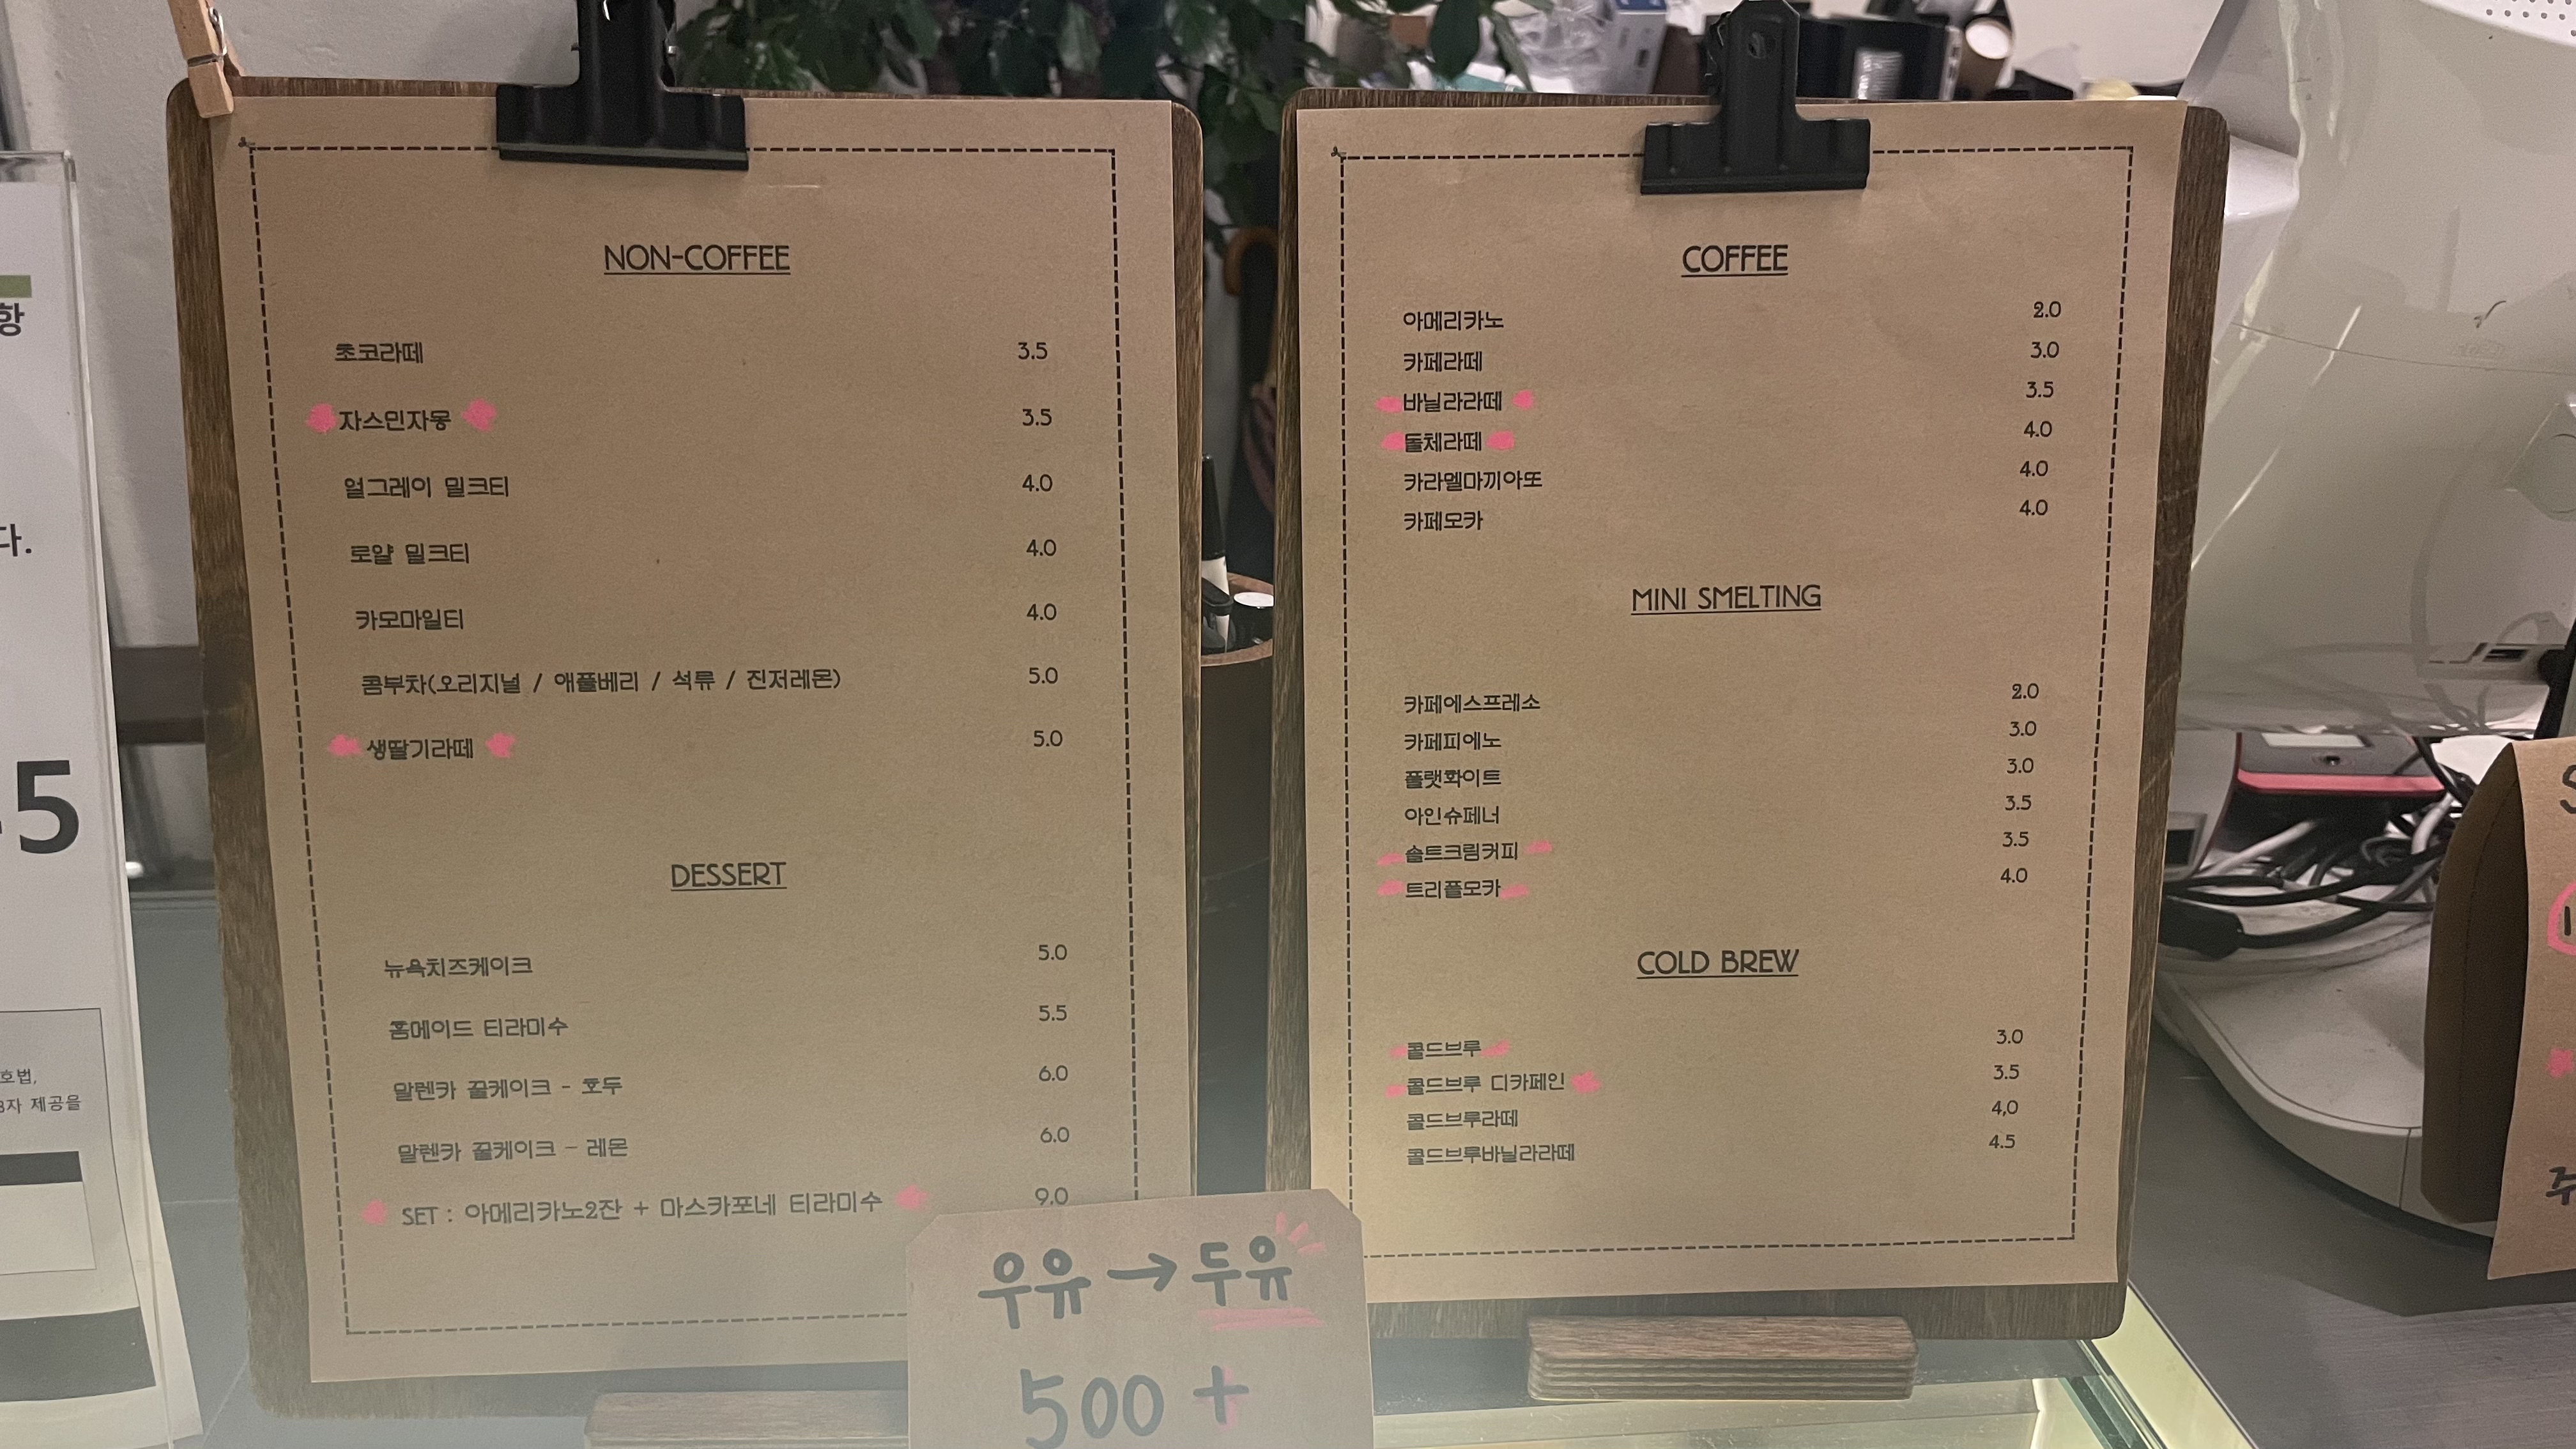 항
다.
5
호법,
3자 제공을
NON-COFFEE
초코라떼 3.5
자스민자몽 3.5
얼그레이 밀크티 4.0
로얄 밀크티 4.0
카모마일티 4.0
콤부차(오리지널 / 애플베리 / 석류 / 진저레몬) 5.0
생딸기라떼 5.0
DESSERT
뉴욕치즈케이크 5.0
홈메이드 티라미수 5.5
말렌카 꿀케이크 - 호두 6.0
말렌카 꿀케이크 - 레몬 6.0
SET : 아메리카노2잔 + 마스카포네 티라미수 9.0
COFFEE
아메리카노 2.0
카페라떼 3.0
바닐라라떼 3.5
돌체라떼 4.0
카라멜마끼아또 4.0
카페모카 4.0
MINI SMELTING
카페에스프레소 2.0
카페피에노 3.0
플랫화이트 3.0
아인슈페너 3.5
솔트크림커피 3.5
트리플모카 4.0
COLD BREW
콜드브루 3.0
콜드브루 디카페인 3.5
콜드브루라떼 4,0
콜드브루바닐라라떼 4.5
우유 → 두유
500 +